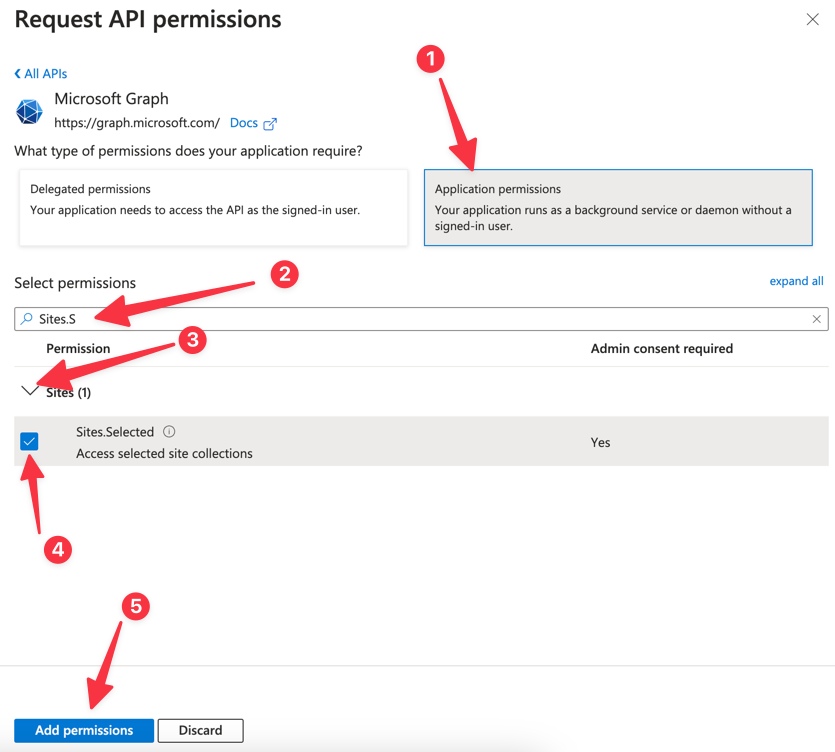 Request API permissions
All APIs
1
Microsoft Graph
https://graph.microsoft.com/ Docs
What type of permissions does your application require?
Delegated permissions
Your application needs to access the API as the signed-in user.
Application permissions
Your application runs as a background service or daemon without a
signed-in user.
2
Select permissions
expand all
Sites.S
3
Permission
Admin consent required
Sites (1)
Sites.Selected
Access selected site collections
Yes
4
5
Add permissions
Discard